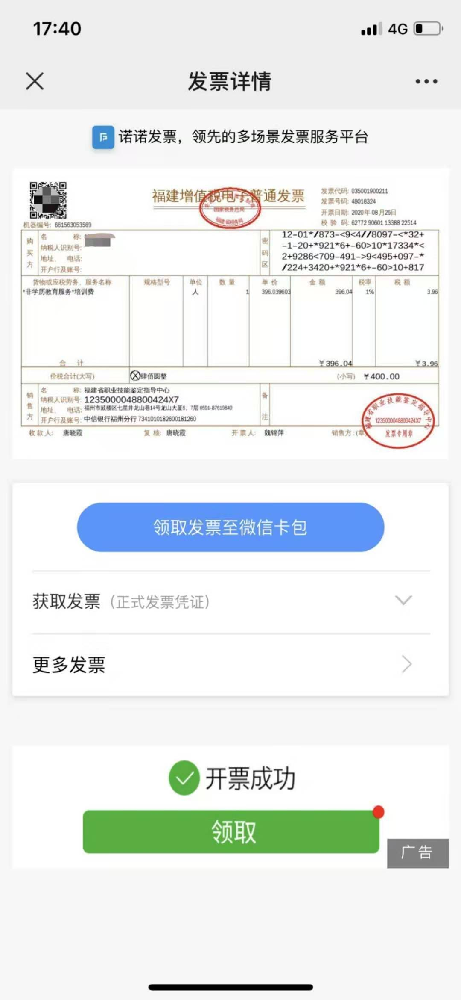 17:40
4G
发票详情
诺诺发票，领先的多场景发票服务平台
福建增值税电子普通发票
国家税务总局
福建省税务局
发票代码: 035001900211
发票号码: 48018324
开票日期: 2020年08月25日
校验码: 62772 90601 13388 22514
机器编号: 661563053569
购买方
名称:
纳税人识别号:
地址、电话:
开户行及账号:
密码区
12-01*/873-<9<4//8097-<*32+
-1-20+*921*6+-60>10*17334*<
2+9286<709-491->9<495+097-*
/224+3420+*921*6+-60>10+817
货物或应税劳务、服务名称 规格型号 单位 数量 单价 金额 税率 税额
*非学历教育服务*培训费 人 1 396.039603 396.04 1% 3.96
合计 ￥396.04 ￥3.96
价税合计(大写) ⓧ肆佰圆整 (小写) ￥400.00
销售方
名称: 福建省职业技能鉴定指导中心
纳税人识别号: 1235000048800424X7
地址、电话: 福州市鼓楼区七星井龙山巷14号龙山大厦6、7层 0591-87619849
开户行及账号: 中信银行福州分行 7341010182600181260
备注
福建省职业技能鉴定指导中心
1235000048800424X7
发票专用章
收款人: 唐晓霞 复核: 唐晓霞 开票人: 魏锦萍 销售方:(章)
领取发票至微信卡包
获取发票（正式发票凭证）
更多发票
开票成功
领取
广告